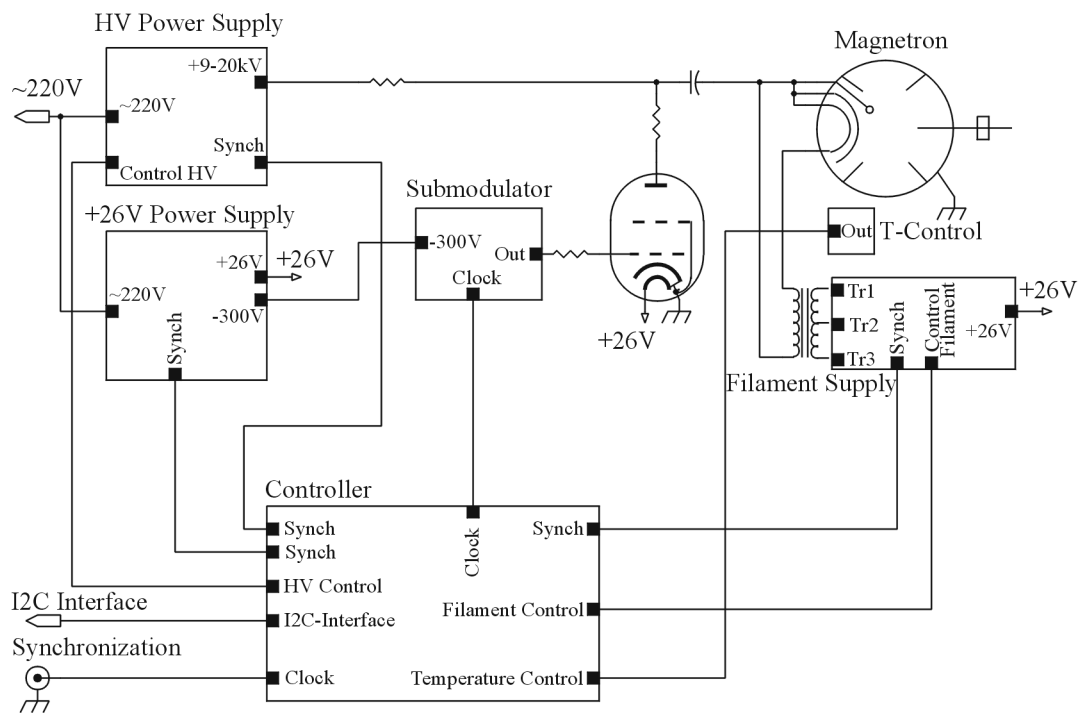 HV Power Supply
+9-20kV
~220V
~220V
Synch
Control HV
Magnetron
+26V Power Supply
+26V
+26V
~220V
-300V
Synch
Submodulator
-300V
Out
Clock
+26V
Out
T-Control
Tr1
Tr2
Tr3
Synch
Control
Filament
+26V
+26V
Filament Supply
Controller
Synch
Synch
HV Control
I2C Interface
I2C-Interface
Synchronization
Clock
Clock
Synch
Filament Control
Temperature Control